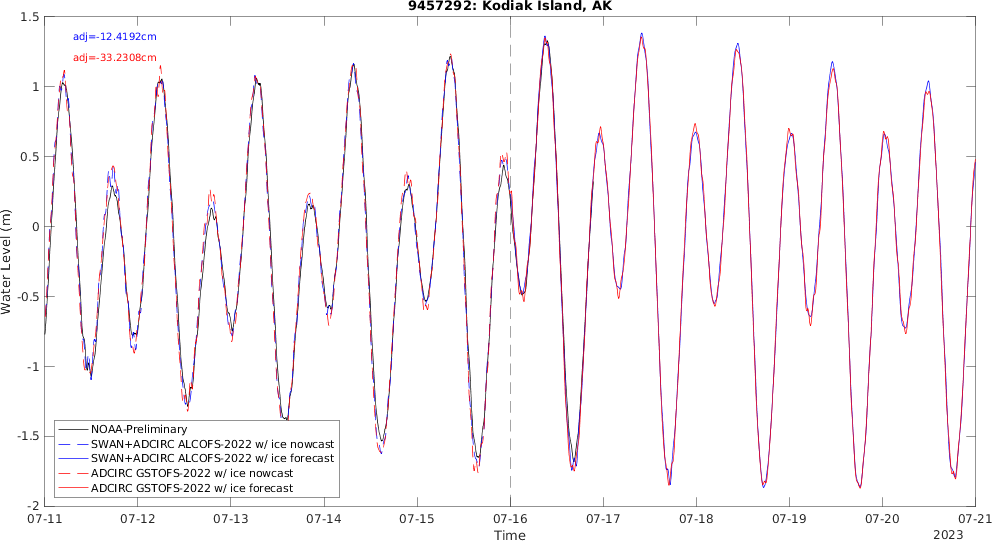 9457292: Kodiak Island, AK
adj=-12.4192cm
adj=-33.2308cm
Water Level (m)
1.5
1
0.5
0
-0.5
-1
-1.5
-2
NOAA-Preliminary
SWAN+ADCIRC ALCOFS-2022 w/ ice nowcast
SWAN+ADCIRC ALCOFS-2022 w/ ice forecast
ADCIRC GSTOFS-2022 w/ ice nowcast
ADCIRC GSTOFS-2022 w/ ice forecast
07-11 07-12 07-13 07-14 07-15 07-16 07-17 07-18 07-19 07-20 07-21
Time
2023